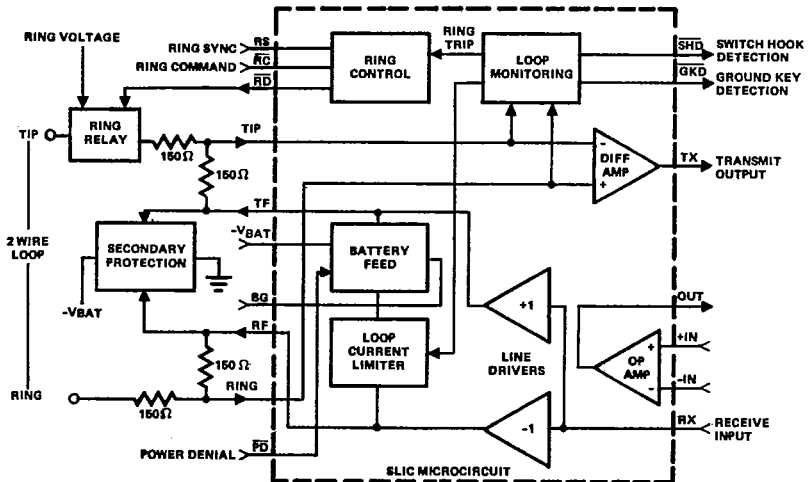 RING VOLTAGE
RING SYNC
RS
RING COMMAND
RC
RD
RING CONTROL
RING TRIP
LOOP MONITORING
SHD
SWITCH HOOK DETECTION
GKD
GROUND KEY DETECTION
TIP
RING RELAY
150Ω
TIP
150Ω
DIFF AMP
-
+
TX
TRANSMIT OUTPUT
TF
-VBAT
2 WIRE LOOP
SECONDARY PROTECTION
-VBAT
BATTERY FEED
BG
RF
+1
OUT
LOOP CURRENT LIMITER
LINE DRIVERS
OP AMP
+
-
+IN
-IN
150Ω
RING
RING
150Ω
-1
RX
RECEIVE INPUT
POWER DENIAL
PD
SLIC MICROCIRCUIT